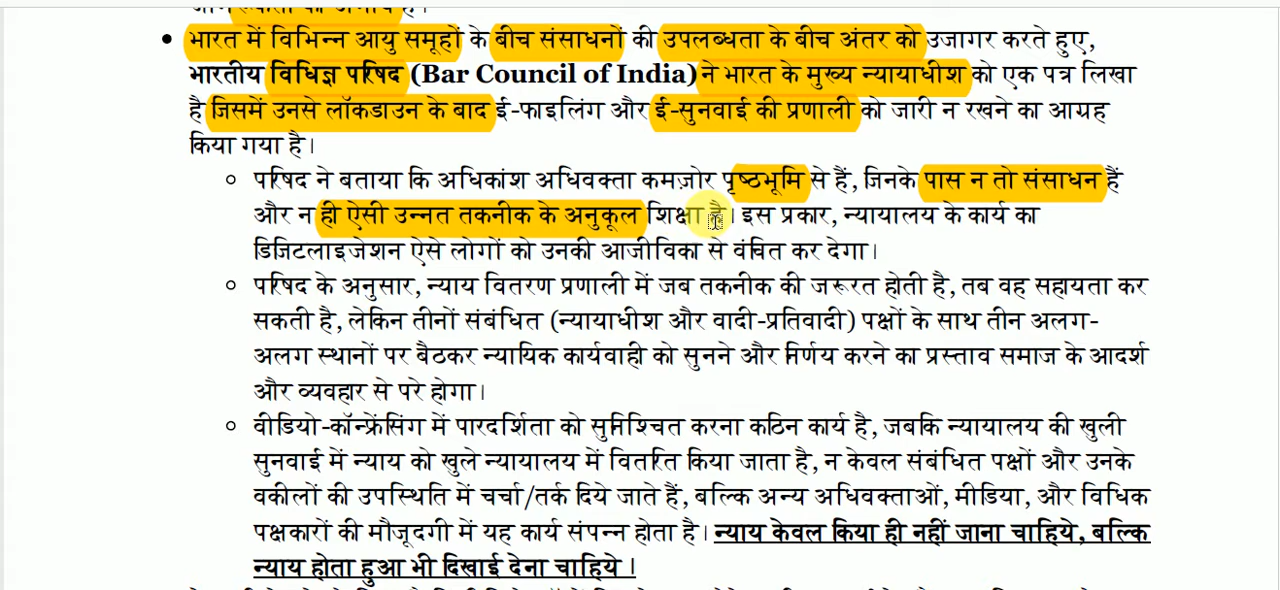 भारत में विभिन्न आयु समूहों के बीच संसाधनों की उपलब्धता के बीच अंतर को उजागर करते हुए,
भारतीय विधिज्ञ परिषद (Bar Council of India) ने भारत के मुख्य न्यायाधीश को एक पत्र लिखा
है जिसमें उनसे लॉकडाउन के बाद ई-फाइलिंग और ई-सुनवाई की प्रणाली को जारी न रखने का आग्रह
किया गया है।
परिषद ने बताया कि अधिकांश अधिवक्ता कमज़ोर पृष्ठभूमि से हैं, जिनके पास न तो संसाधन हैं
और न ही ऐसी उन्नत तकनीक के अनुकूल शिक्षा है। इस प्रकार, न्यायालय के कार्य का
डिजिटलाइजेशन ऐसे लोगों को उनकी आजीविका से वंचित कर देगा।
परिषद के अनुसार, न्याय वितरण प्रणाली में जब तकनीक की जरूरत होती है, तब वह सहायता कर
सकती है, लेकिन तीनों संबंधित (न्यायाधीश और वादी-प्रतिवादी) पक्षों के साथ तीन अलग-
अलग स्थानों पर बैठकर न्यायिक कार्यवाही को सुनने और निर्णय करने का प्रस्ताव समाज के आदर्श
और व्यवहार से परे होगा।
वीडियो-कॉन्फ्रेंसिंग में पारदर्शिता को सुनिश्चित करना कठिन कार्य है, जबकि न्यायालय की खुली
सुनवाई में न्याय को खुले न्यायालय में वितरित किया जाता है, न केवल संबंधित पक्षों और उनके
वकीलों की उपस्थिति में चर्चा/तर्क दिये जाते हैं, बल्कि अन्य अधिवक्ताओं, मीडिया, और विधिक
पक्षकारों की मौजूदगी में यह कार्य संपन्न होता है। न्याय केवल किया ही नहीं जाना चाहिये, बल्कि
न्याय होता हुआ भी दिखाई देना चाहिये।